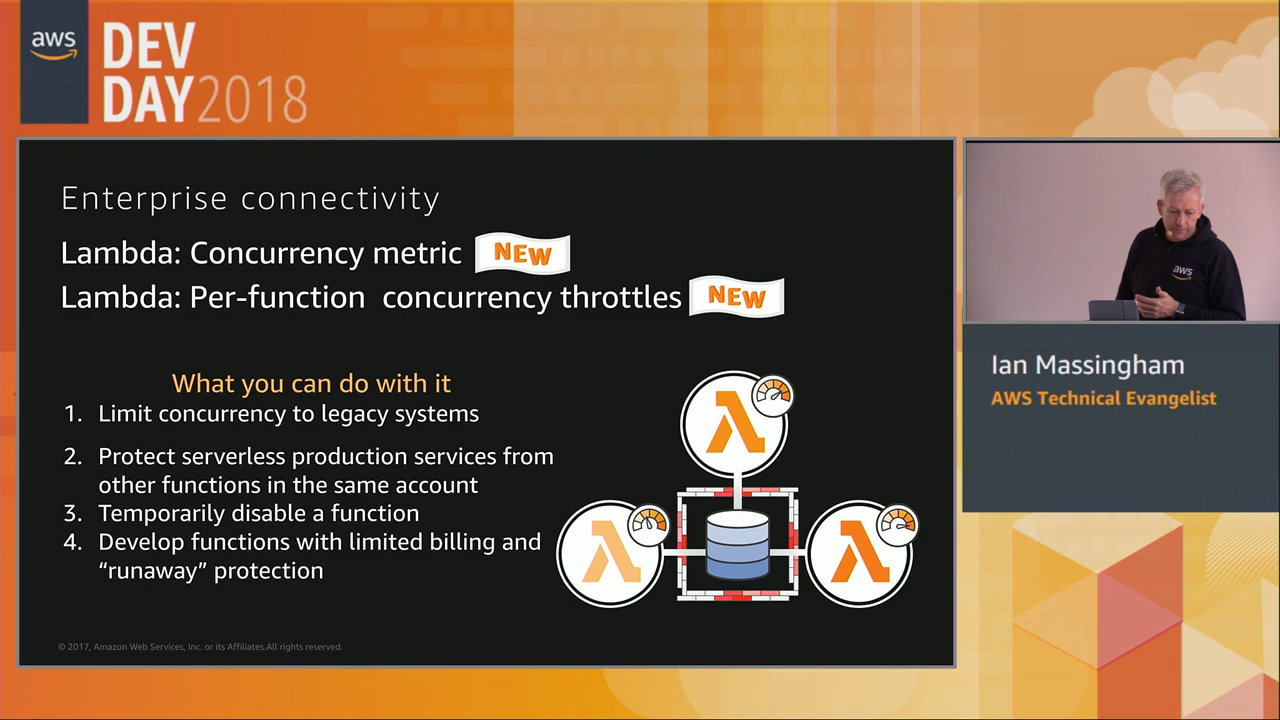 aws
DEV
DAY2018
Enterprise connectivity
Lambda: Concurrency metric NEW
Lambda: Per-function concurrency throttles NEW
What you can do with it
1. Limit concurrency to legacy systems
2. Protect serverless production services from
other functions in the same account
3. Temporarily disable a function
4. Develop functions with limited billing and
“runaway” protection
© 2017, Amazon Web Services, Inc. or its Affiliates.All rights reserved.
aws
Ian Massingham
AWS Technical Evangelist